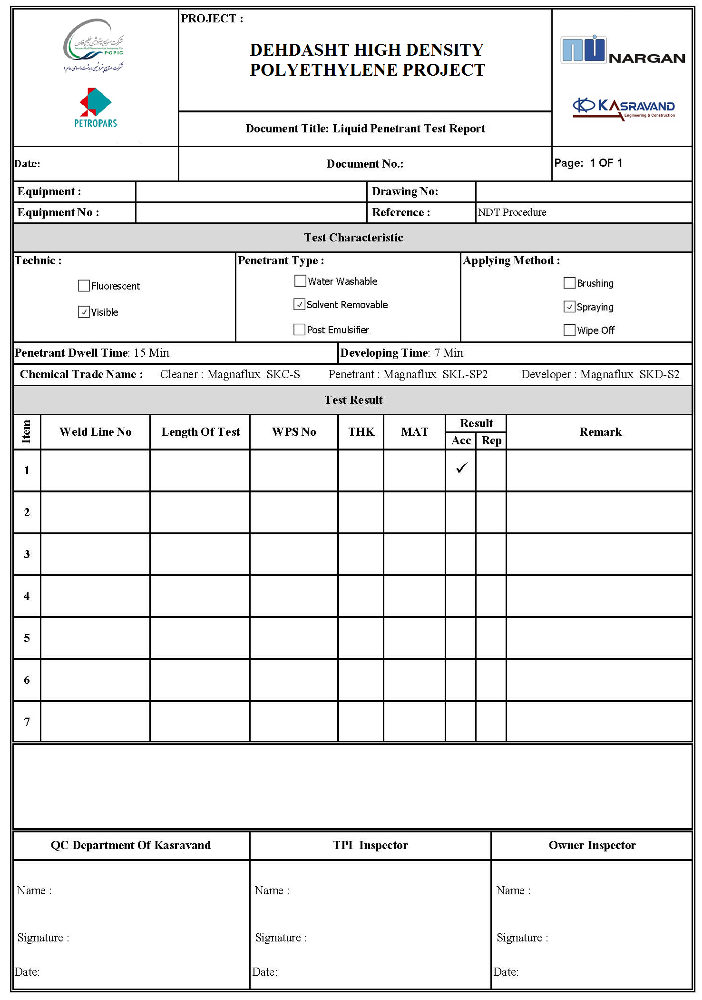 PROJECT :
DEHDASHT HIGH DENSITY
POLYETHYLENE PROJECT
شرکت صنایع پتروشیمی خلیج فارس
Persian Gulf Petrochemical Industries Co
PGPIC
شرکت صنایع پتروشیمی دهدشت (سهامی عام)
PETROPARS
NARGAN
KASRAVAND
Engineering & Construction
Document Title: Liquid Penetrant Test Report
Date:
Document No.:
Page: 1 OF 1
Equipment :
Drawing No:
Equipment No :
Reference :
NDT Procedure
Test Characteristic
Technic :
Fluorescent
✓ Visible
Penetrant Type :
Water Washable
✓ Solvent Removable
Post Emulsifier
Applying Method :
Brushing
✓ Spraying
Wipe Off
Penetrant Dwell Time: 15 Min
Developing Time: 7 Min
Chemical Trade Name : Cleaner : Magnaflux SKC-S Penetrant : Magnaflux SKL-SP2 Developer : Magnaflux SKD-S2
Test Result
Item
Weld Line No
Length Of Test
WPS No
THK
MAT
Result
Acc Rep
Remark
1 ✓
2
3
4
5
6
7
QC Department Of Kasravand
TPI Inspector
Owner Inspector
Name :
Name :
Name :
Signature :
Signature :
Signature :
Date:
Date:
Date: